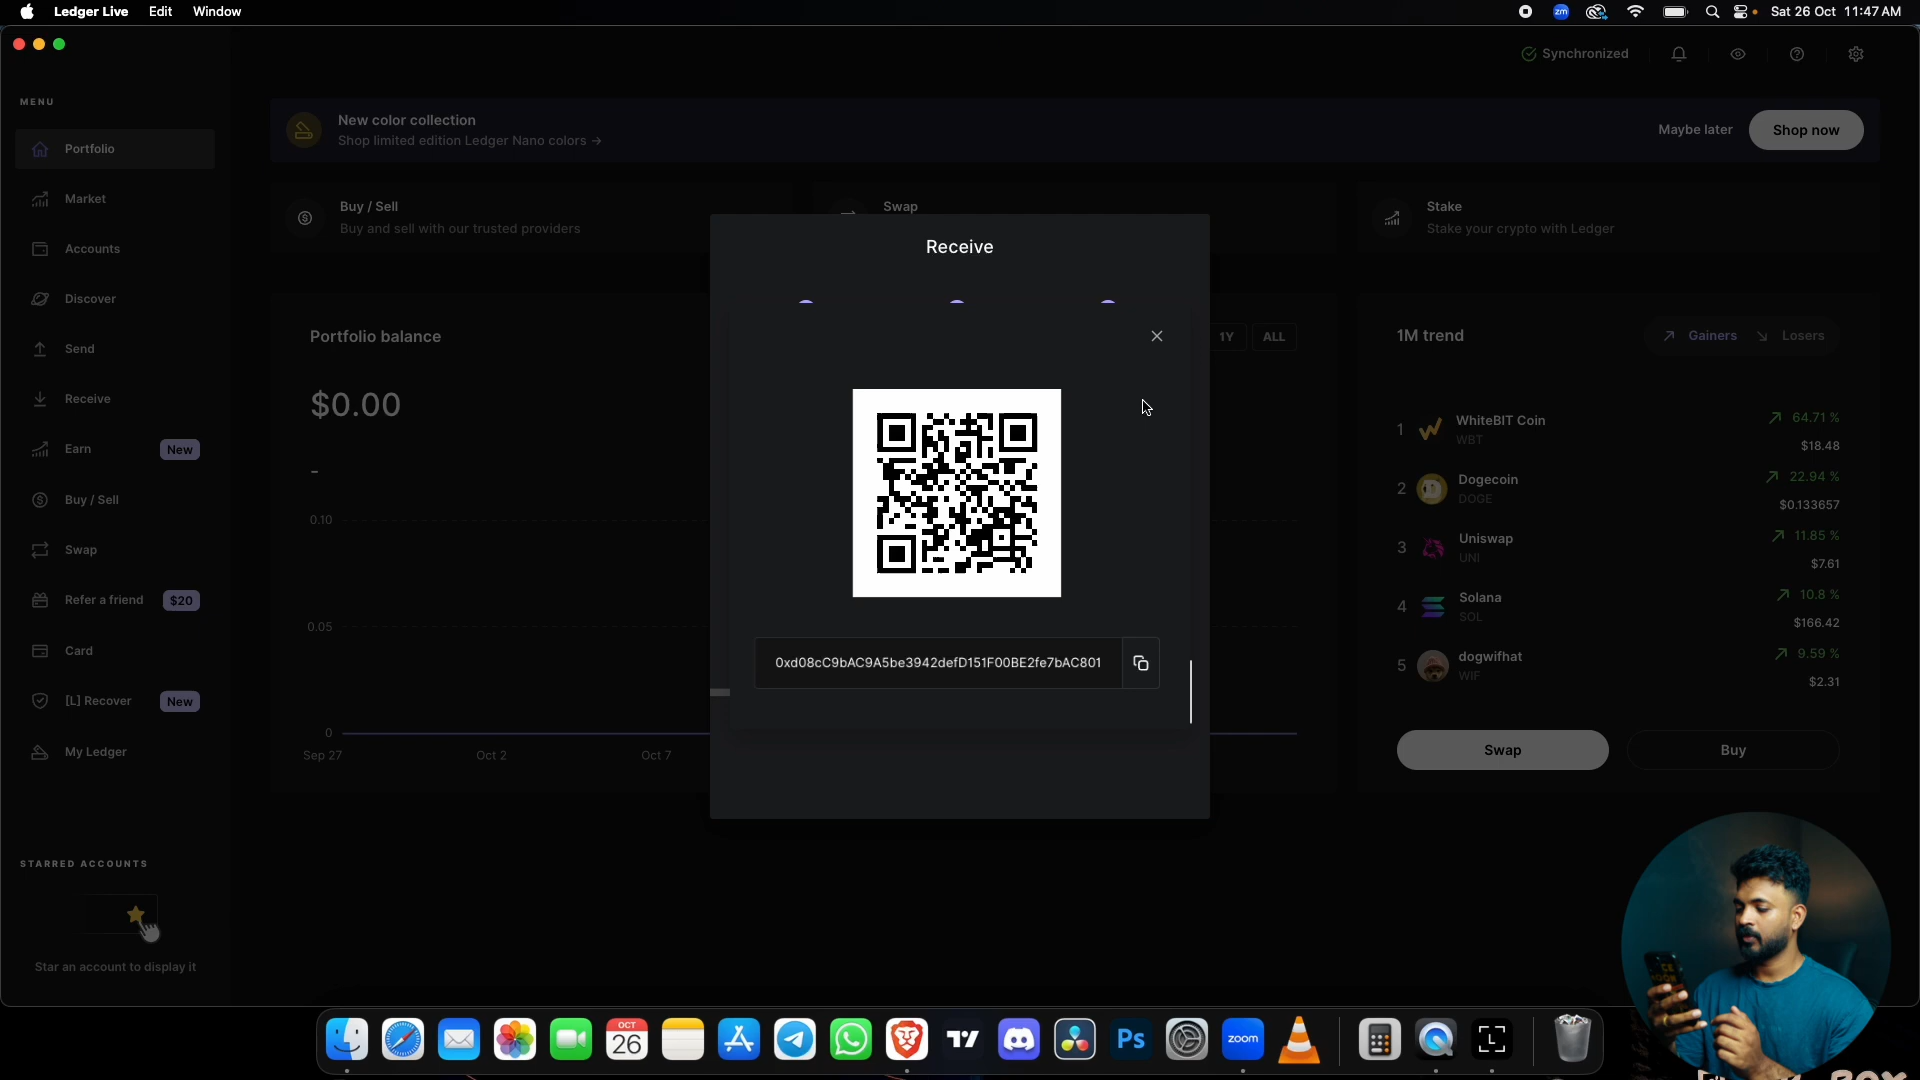 Ledger Live Edit Window
zm
Sat 26 Oct 11:47 AM
Synchronized
MENU
Portfolio
Market
Accounts
Discover
Send
Receive
Earn New
Buy / Sell
Swap
Refer a friend $20
Card
[L] Recover New
My Ledger
STARRED ACCOUNTS
Star an account to display it
New color collection
Shop limited edition Ledger Nano colors →
Maybe later
Shop now
Buy / Sell
Buy and sell with our trusted providers
Swap
Stake
Stake your crypto with Ledger
Portfolio balance
1Y ALL
$0.00
-
0.10
0.05
0
Sep 27 Oct 2 Oct 7
Receive
0xd08cC9bAC9A5be3942defD151F00BE2fe7bAC801
1M trend
Gainers Losers
1 WhiteBIT Coin 64.71 %
WBT $18.48
2 Dogecoin 22.94 %
DOGE $0.133657
3 Uniswap 11.85 %
UNI $7.61
4 Solana 10.8 %
SOL $166.42
5 dogwifhat 9.59 %
WIF $2.31
Swap Buy
OCT
26
Ps
zoom